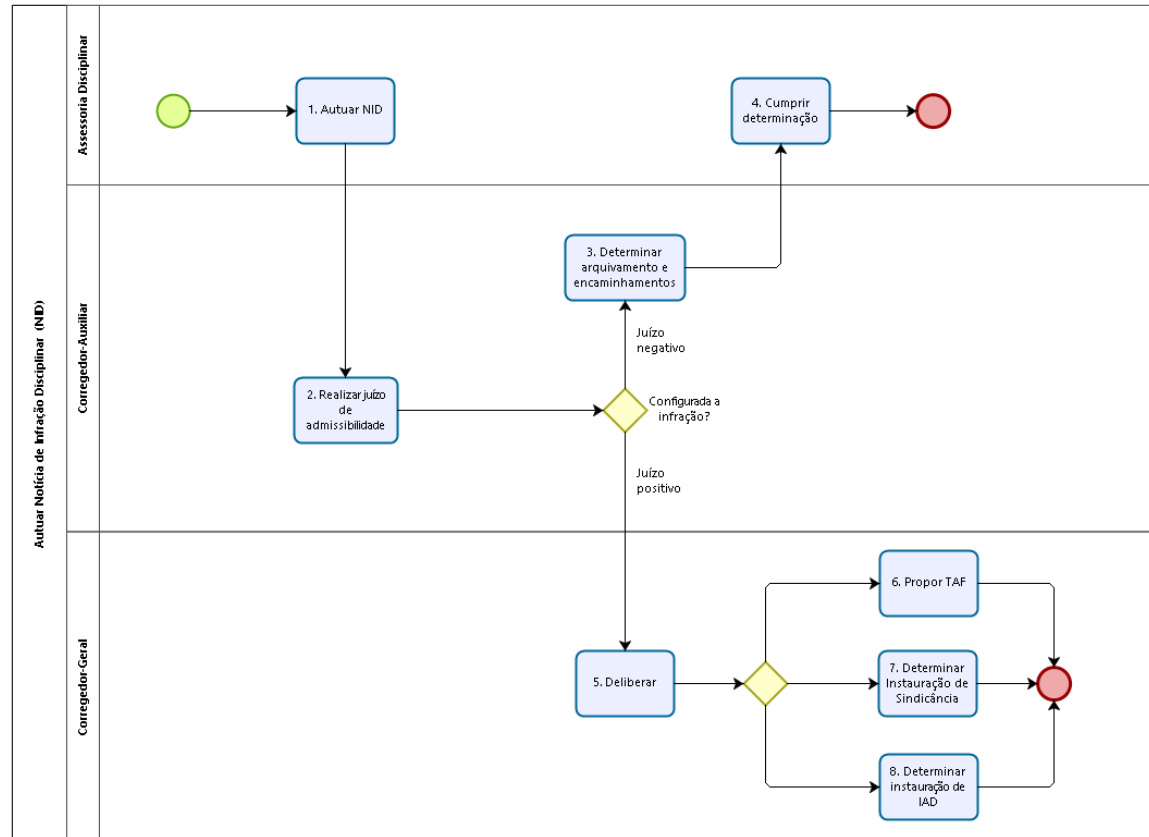 Autuar Notícia de Infração Disciplinar (NID)
Assessoria Disciplinar
1. Autuar NID
4. Cumprir
determinação
Corregedor-Auxiliar
3. Determinar
arquivamento e
encaminhamentos
Juízo
negativo
2. Realizar juízo
de
admissibilidade
Configurada a
infração?
Juízo
positivo
Corregedor-Geral
5. Deliberar
6. Propor TAF
7. Determinar
Instauração de
Sindicância
8. Determinar
instauração de
IAD